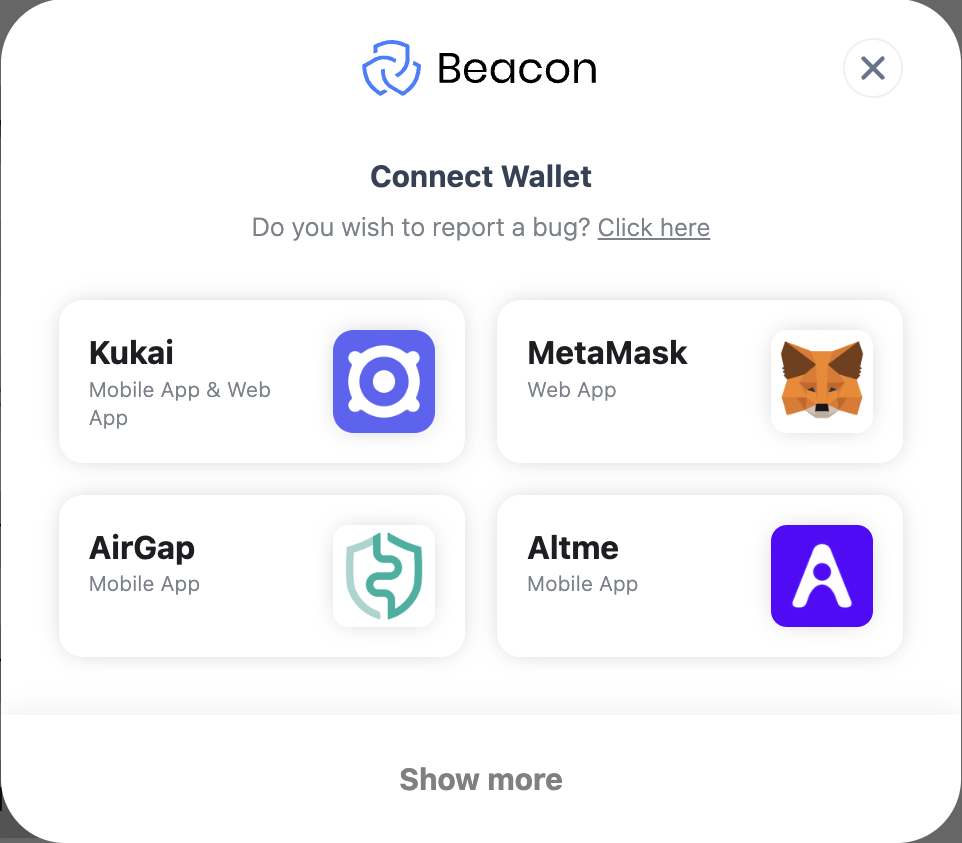 Beacon
Connect Wallet
Do you wish to report a bug? Click here
Kukai
Mobile App & Web
App
MetaMask
Web App
AirGap
Mobile App
Altme
Mobile App
Show more